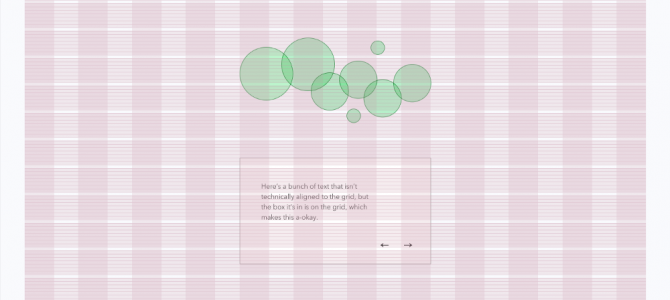 Here's a bunch of text that isn't
technically aligned to the grid, but
the box it's in is on the grid, which
makes this a-okay.
← →